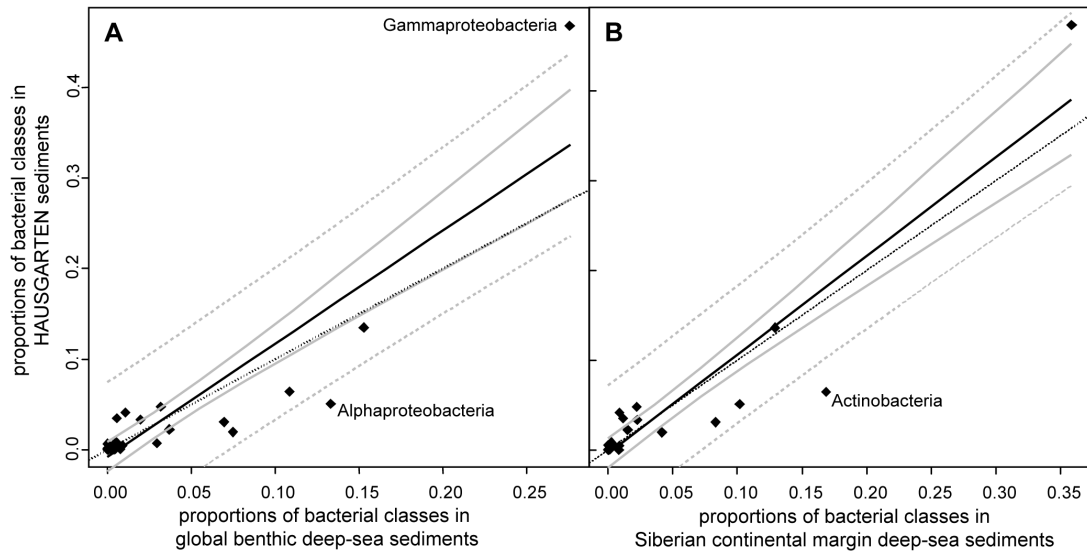 A
Gammaproteobacteria
B
proportions of bacterial classes in
HAUSGARTEN sediments
0.4
0.3
0.2
0.1
0.0
Alphaproteobacteria
Actinobacteria
0.00 0.05 0.10 0.15 0.20 0.25
0.00 0.05 0.10 0.15 0.20 0.25 0.30 0.35
proportions of bacterial classes in
global benthic deep-sea sediments
proportions of bacterial classes in
Siberian continental margin deep-sea sediments